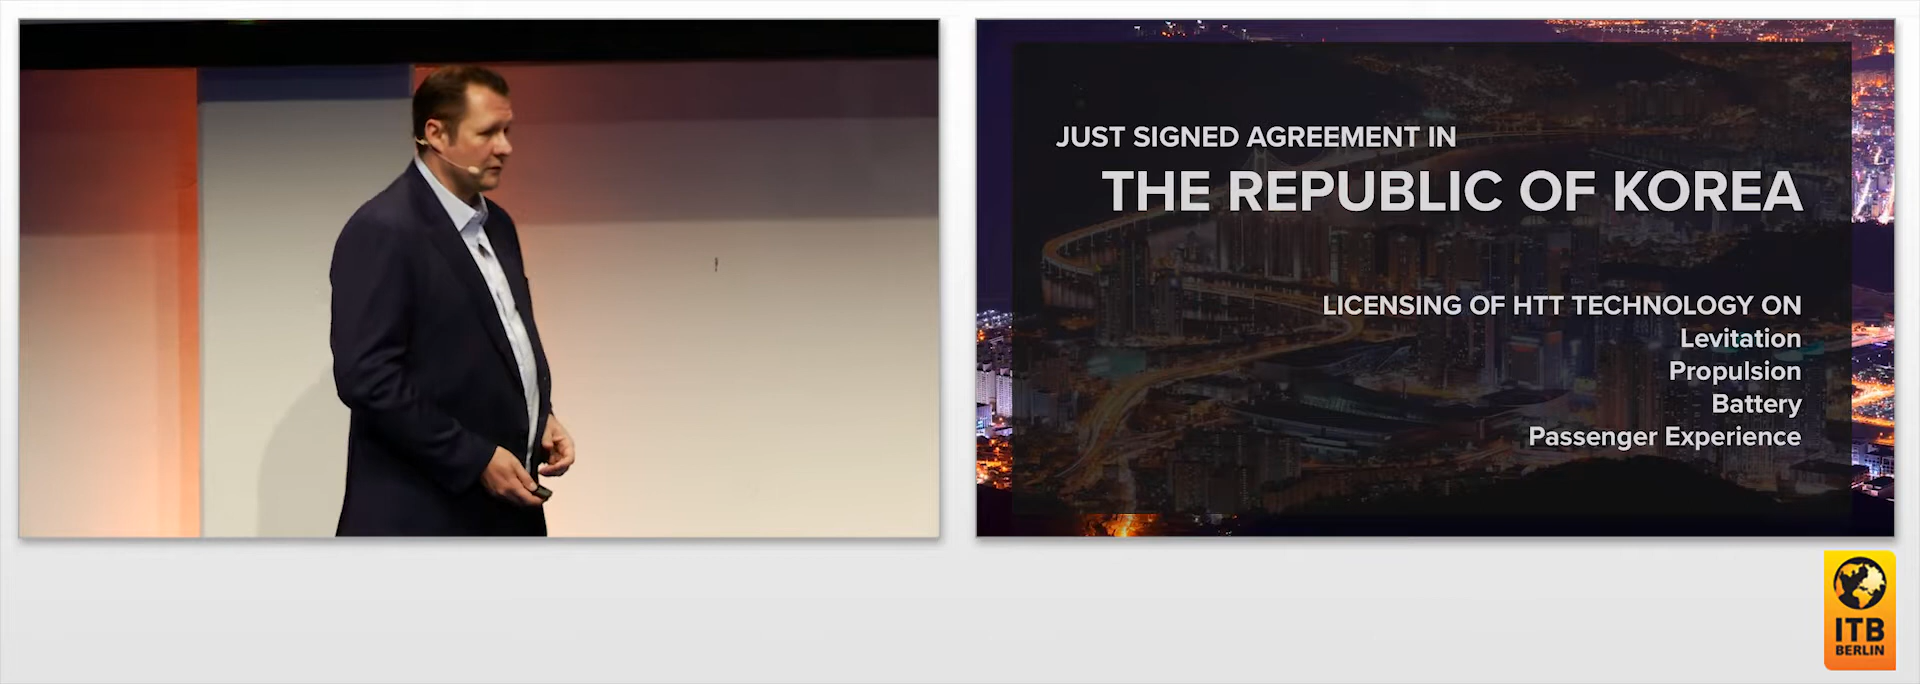 JUST SIGNED AGREEMENT IN
THE REPUBLIC OF KOREA
LICENSING OF HTT TECHNOLOGY ON
Levitation
Propulsion
Battery
Passenger Experience
ITB
BERLIN